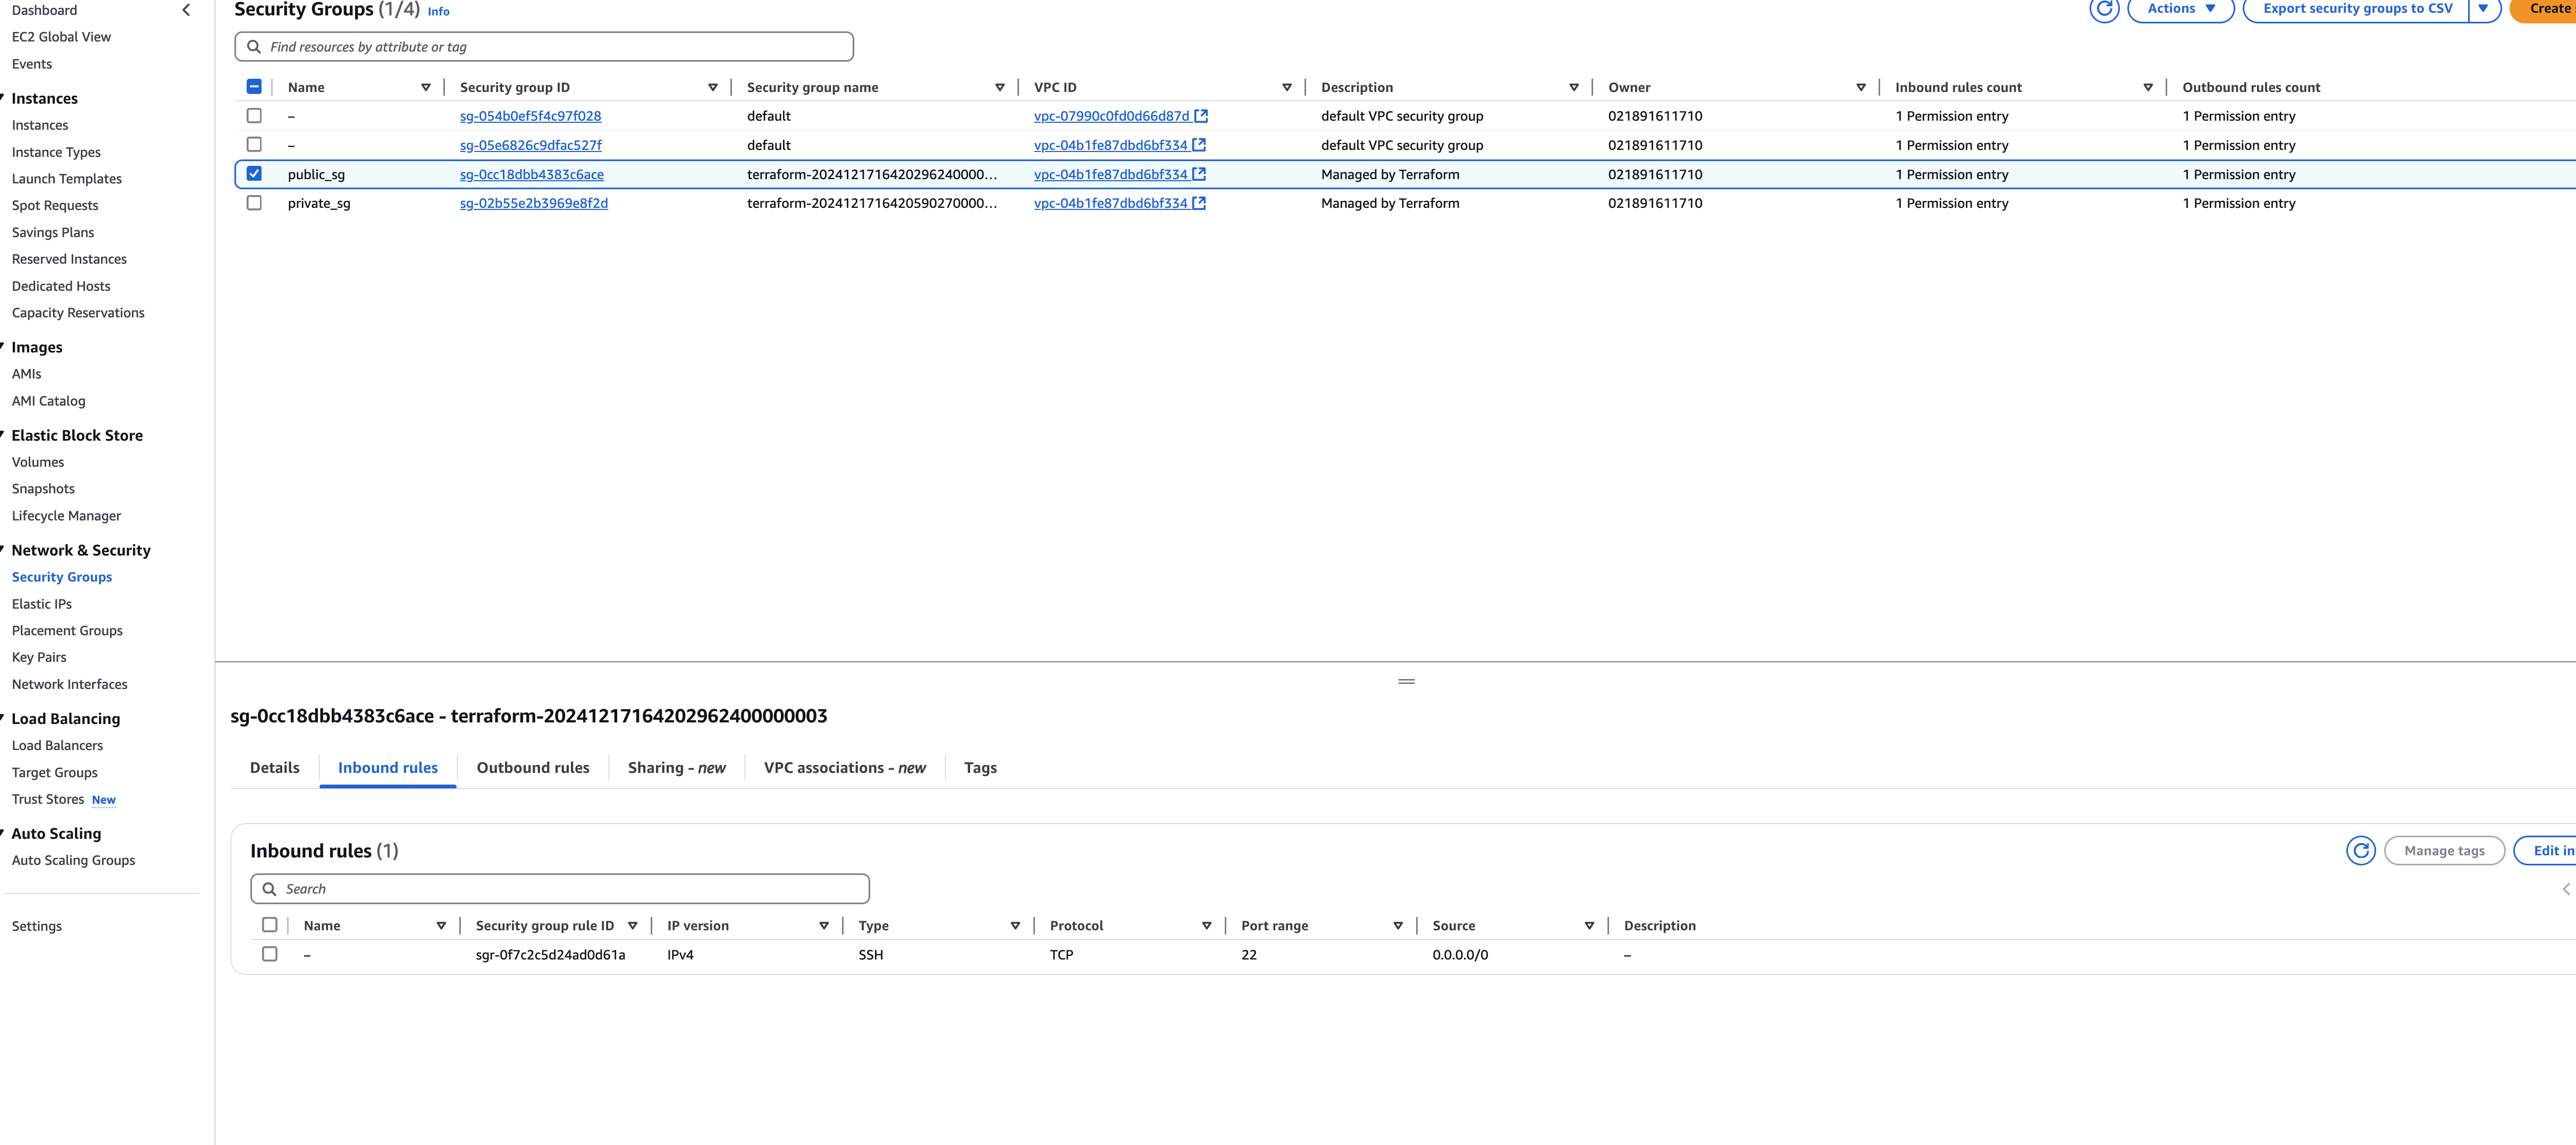 Dashboard
EC2 Global View
Events
Instances
Instances
Instance Types
Launch Templates
Spot Requests
Savings Plans
Reserved Instances
Dedicated Hosts
Capacity Reservations
Images
AMIs
AMI Catalog
Elastic Block Store
Volumes
Snapshots
Lifecycle Manager
Network & Security
Security Groups
Elastic IPs
Placement Groups
Key Pairs
Network Interfaces
Load Balancing
Load Balancers
Target Groups
Trust Stores New
Auto Scaling
Auto Scaling Groups
Settings
Security Groups (1/4) Info Actions Export security groups to CSV Create
Find resources by attribute or tag
Name Security group ID Security group name VPC ID Description Owner Inbound rules count Outbound rules count
– sg-054b0ef5f4c97f028 default vpc-07990c0fd0d66d87d default VPC security group 021891611710 1 Permission entry 1 Permission entry
– sg-05e6826c9dfac527f default vpc-04b1fe87dbd6bf334 default VPC security group 021891611710 1 Permission entry 1 Permission entry
public_sg sg-0cc18dbb4383c6ace terraform-2024121716420296240000... vpc-04b1fe87dbd6bf334 Managed by Terraform 021891611710 1 Permission entry 1 Permission entry
private_sg sg-02b55e2b3969e8f2d terraform-2024121716420590270000... vpc-04b1fe87dbd6bf334 Managed by Terraform 021891611710 1 Permission entry 1 Permission entry
sg-0cc18dbb4383c6ace - terraform-20241217164202962400000003
Details Inbound rules Outbound rules Sharing - new VPC associations - new Tags
Inbound rules (1) Manage tags Edit in
Search
Name Security group rule ID IP version Type Protocol Port range Source Description
– sgr-0f7c2c5d24ad0d61a IPv4 SSH TCP 22 0.0.0.0/0 –